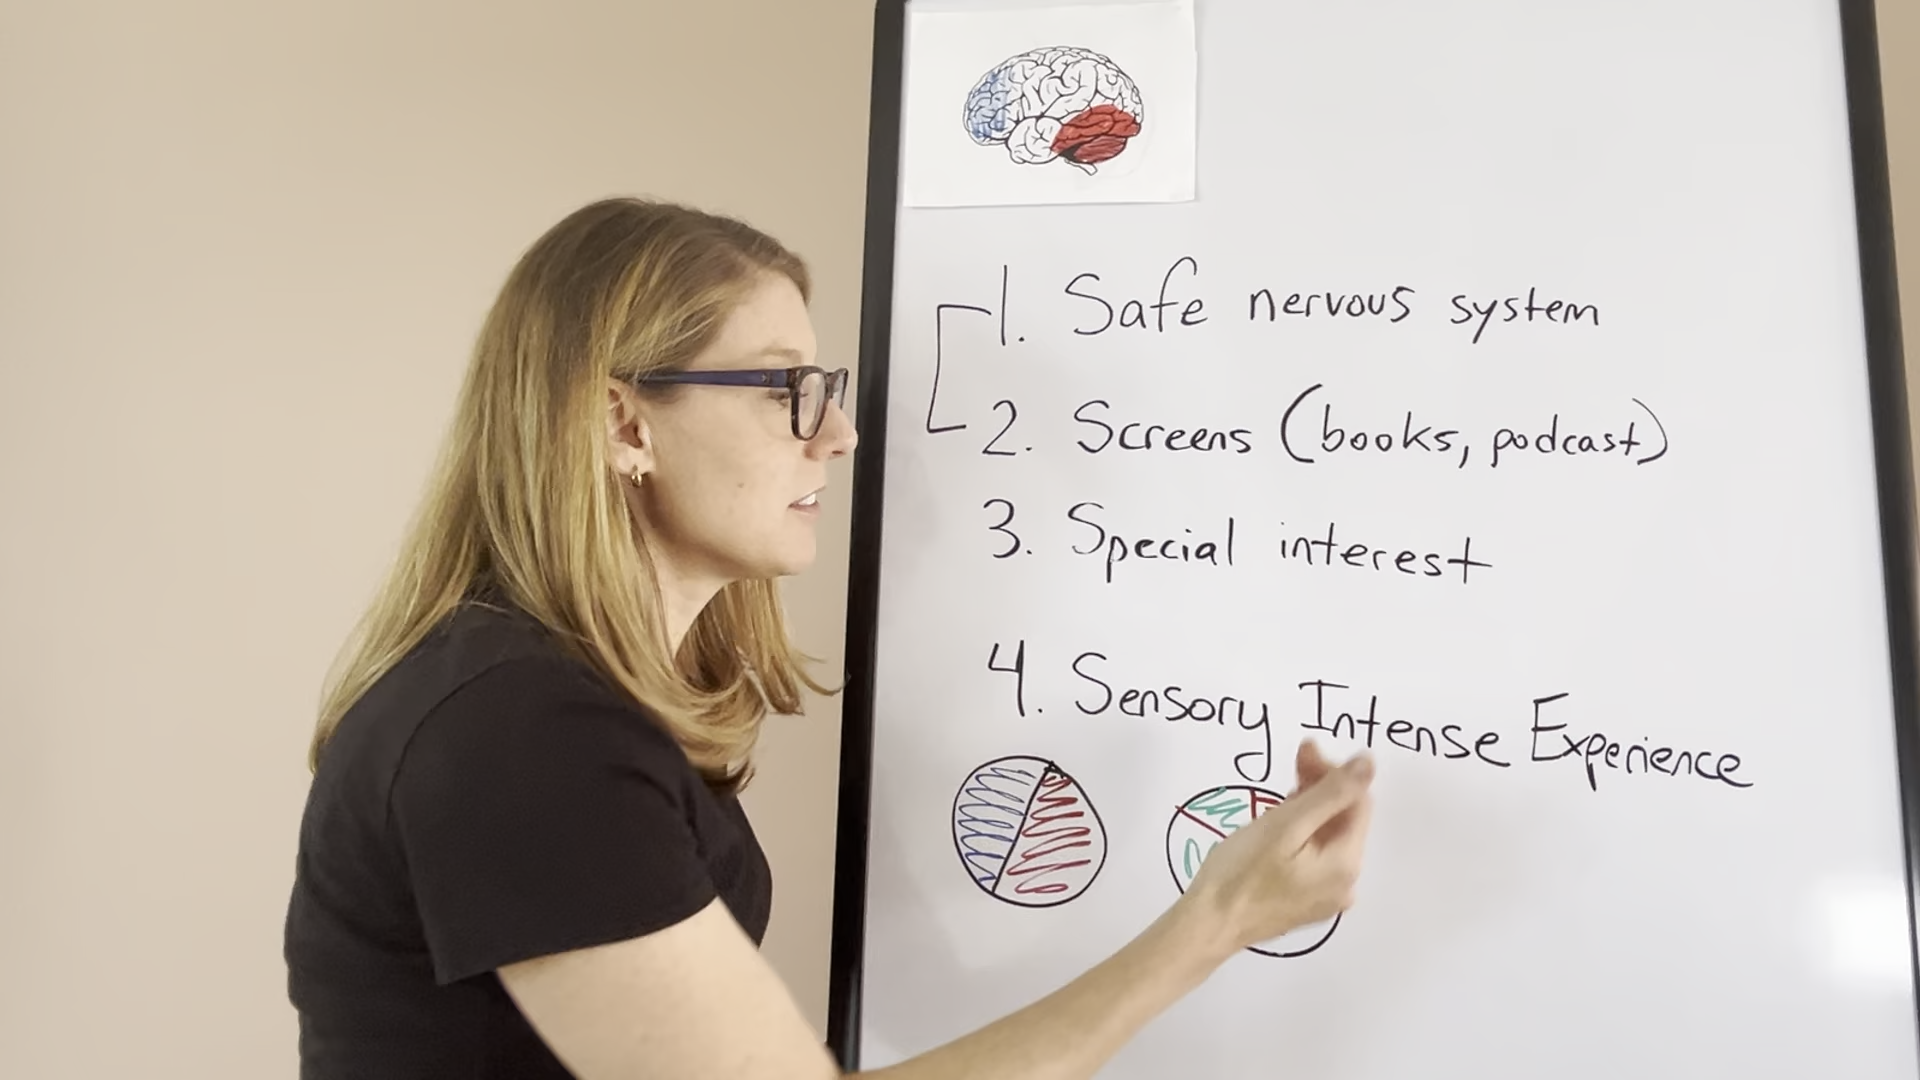 1. Safe nervous system
2. Screens (books, podcast)
3. Special interest
4. Sensory Intense Experience